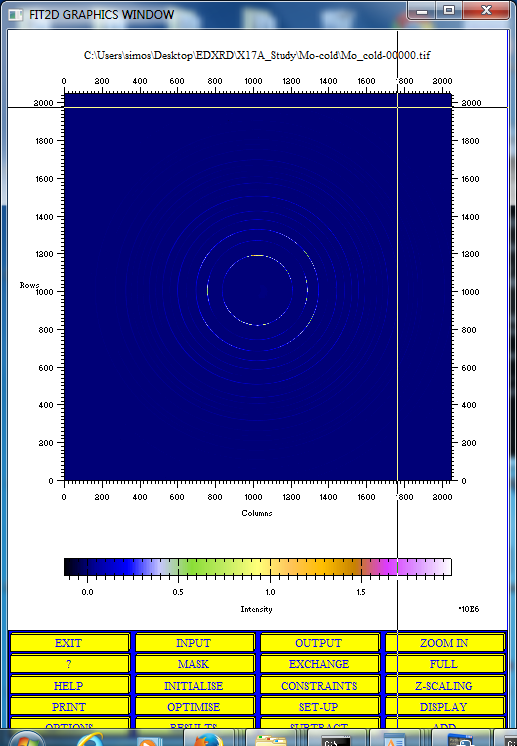 FIT2D GRAPHICS WINDOW
C:\Users\simos\Desktop\EDXRD\X17A_Study\Mo-cold\Mo_cold-00000.tif
0 200 400 600 800 1000 1200 1400 1600 1800 2000
2000 2000
1800 1800
1600 1600
1400 1400
1200 1200
Rows
1000 1000
800 800
600 600
400 400
200 200
0 0
0 200 400 600 800 1000 1200 1400 1600 1800 2000
Columns
0.0 0.5 1.0 1.5
Intensity
EXIT INPUT OUTPUT ZOOM IN
? MASK EXCHANGE FULL
HELP INITIALISE CONSTRAINTS Z-SCALING
PRINT OPTIMISE SET-UP DISPLAY
OPTIONS RESULTS SUBTRACT ADD